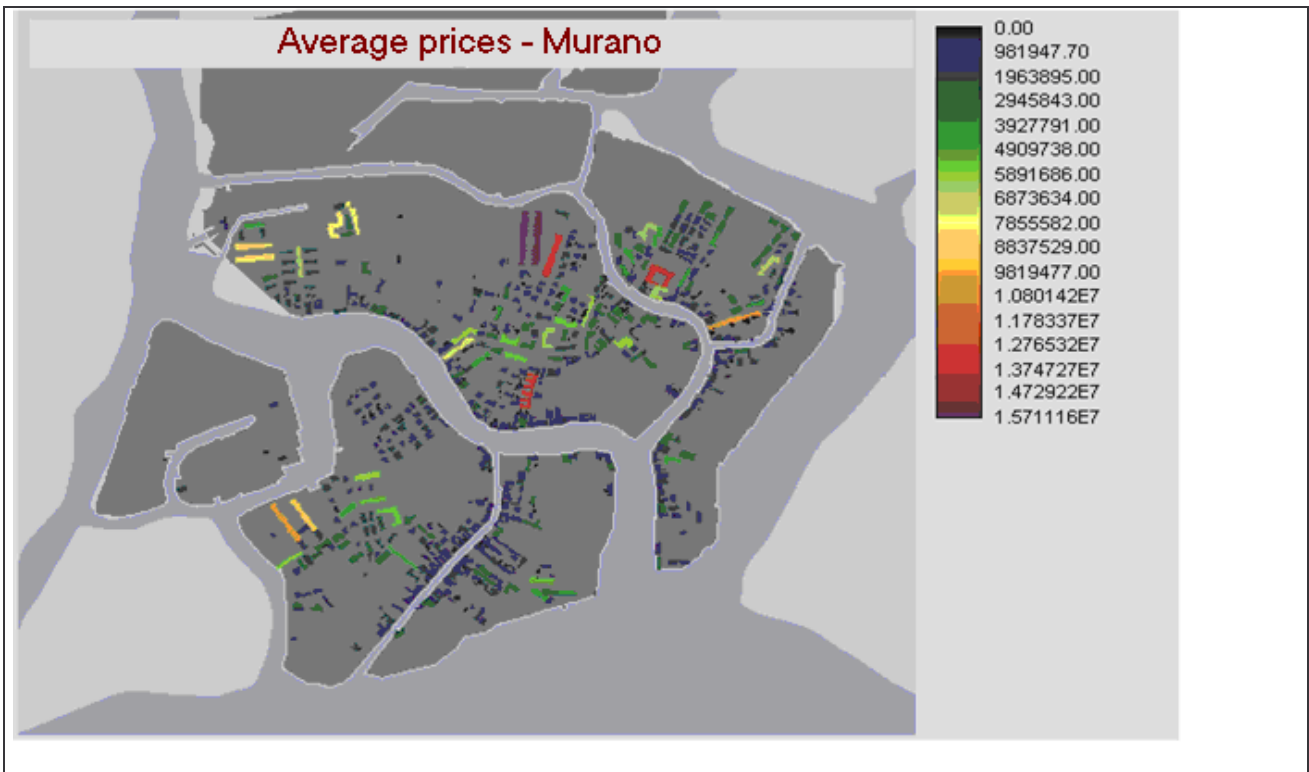 Average prices - Murano
0.00
981947.70
1963895.00
2945843.00
3927791.00
4909738.00
5891686.00
6873634.00
7855582.00
8837529.00
9819477.00
1.080142E7
1.178337E7
1.276532E7
1.374727E7
1.472922E7
1.571116E7